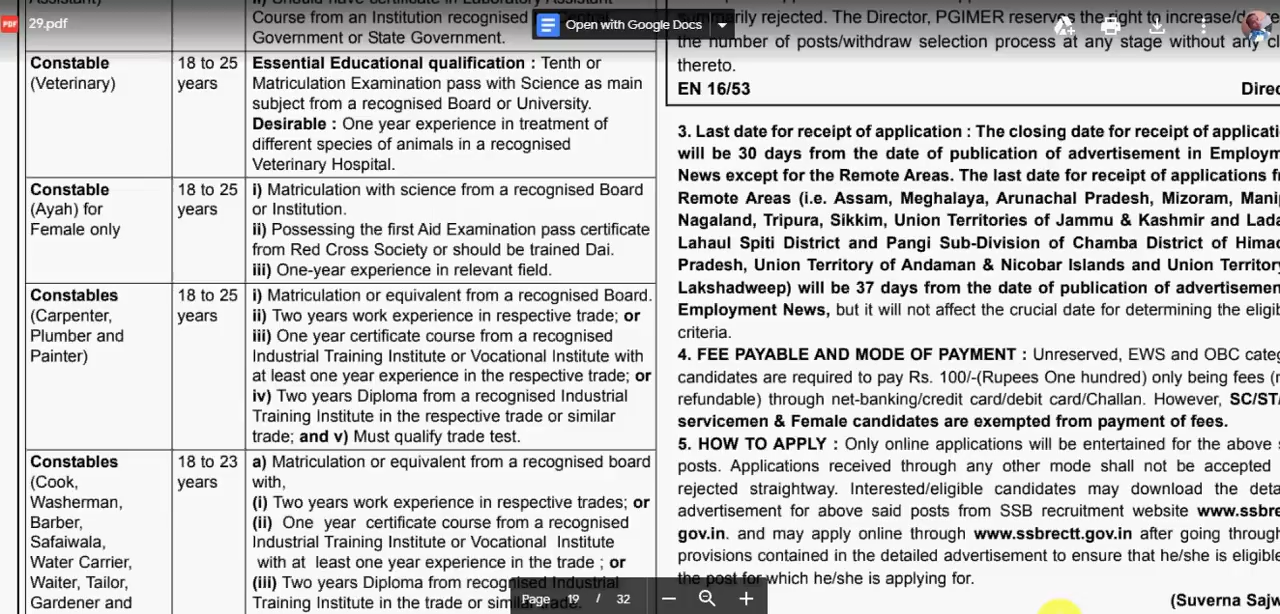 29.pdf
Open with Google Docs
Course from an Institution recognised
Government or State Government.
Constable
(Veterinary)
18 to 25
years
Essential Educational qualification : Tenth or
Matriculation Examination pass with Science as main
subject from a recognised Board or University.
Desirable : One year experience in treatment of
different species of animals in a recognised
Veterinary Hospital.
Constable
(Ayah) for
Female only
18 to 25
years
i) Matriculation with science from a recognised Board
or Institution.
ii) Possessing the first Aid Examination pass certificate
from Red Cross Society or should be trained Dai.
iii) One-year experience in relevant field.
Constables
(Carpenter,
Plumber and
Painter)
18 to 25
years
i) Matriculation or equivalent from a recognised Board.
ii) Two years work experience in respective trade; or
iii) One year certificate course from a recognised
Industrial Training Institute or Vocational Institute with
at least one year experience in the respective trade; or
iv) Two years Diploma from a recognised Industrial
Training Institute in the respective trade or similar
trade; and v) Must qualify trade test.
Constables
(Cook,
Washerman,
Barber,
Safaiwala,
Water Carrier,
Waiter, Tailor,
Gardener and
18 to 23
years
a) Matriculation or equivalent from a recognised board
with,
(i) Two years work experience in respective trades; or
(ii) One year certificate course from a recognised
Industrial Training Institute or Vocational Institute
with at least one year experience in the trade ; or
(iii) Two years Diploma from recognised Industrial
Training Institute in the trade or similar trade.
rejected. The Director, PGIMER reserves the right to
the number of posts/withdraw selection process at any stage without any
thereto.
EN 16/53
3. Last date for receipt of application : The closing date for receipt of
will be 30 days from the date of publication of advertisement in
News except for the Remote Areas. The last date for receipt of applications
Remote Areas (i.e. Assam, Meghalaya, Arunachal Pradesh, Mizoram,
Nagaland, Tripura, Sikkim, Union Territories of Jammu & Kashmir and
Lahaul Spiti District and Pangi Sub-Division of Chamba District of
Pradesh, Union Territory of Andaman & Nicobar Islands and Union
Lakshadweep) will be 37 days from the date of publication of
Employment News, but it will not affect the crucial date for determining the
criteria.
4. FEE PAYABLE AND MODE OF PAYMENT : Unreserved, EWS and OBC
candidates are required to pay Rs. 100/-(Rupees One hundred) only being fees
refundable) through net-banking/credit card/debit card/Challan. However, SC/ST/
servicemen & Female candidates are exempted from payment of fees.
5. HOW TO APPLY : Only online applications will be entertained for the above
posts. Applications received through any other mode shall not be accepted
rejected straightway. Interested/eligible candidates may download the
advertisement for above said posts from SSB recruitment website
gov.in. and may apply online through www.ssbrectt.gov.in after going
provisions contained in the detailed advertisement to ensure that he/she is
the post for which he/she is applying for.
(Suverna
Page 19 / 32